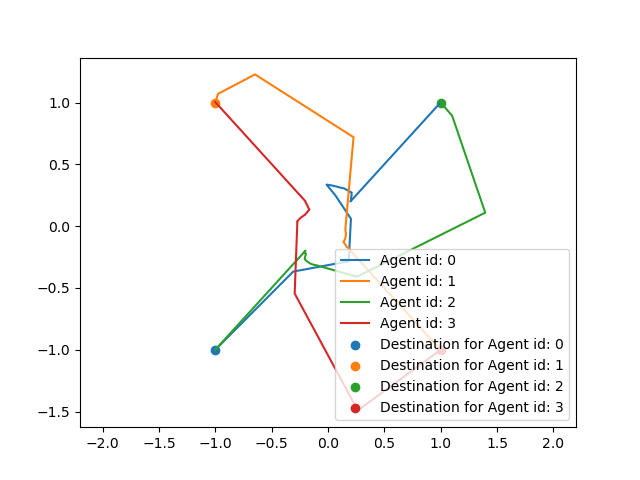 1.0
0.5
0.0
−0.5
−1.0
−1.5
−2.0 −1.5 −1.0 −0.5 0.0 0.5 1.0 1.5 2.0
Agent id: 0
Agent id: 1
Agent id: 2
Agent id: 3
Destination for Agent id: 0
Destination for Agent id: 1
Destination for Agent id: 2
Destination for Agent id: 3